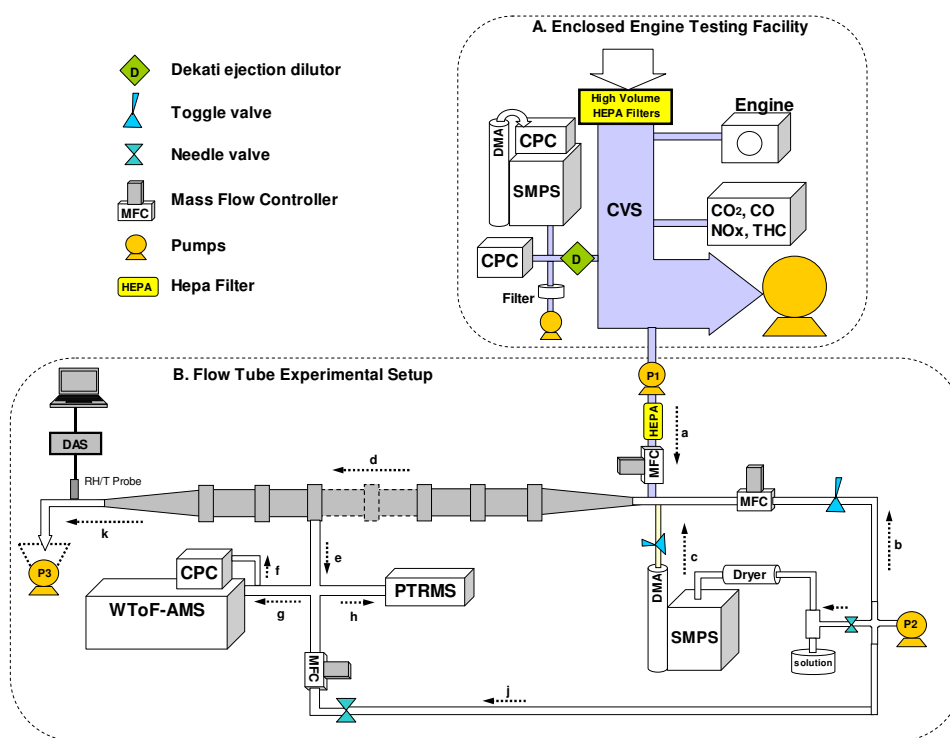 A. Enclosed Engine Testing Facility
D
Dekati ejection dilutor
Toggle valve
Needle valve
MFC
Mass Flow Controller
Pumps
HEPA
Hepa Filter
High Volume
HEPA Filters
Engine
DMA
CPC
SMPS
CVS
CO2, CO
NOx, THC
CPC
D
Filter
B. Flow Tube Experimental Setup
P1
HEPA
a
MFC
DAS
RH/T Probe
d
MFC
k
e
c
b
P3
CPC
f
WToF-AMS
g
h
PTRMS
DMA
SMPS
Dryer
solution
P2
MFC
j